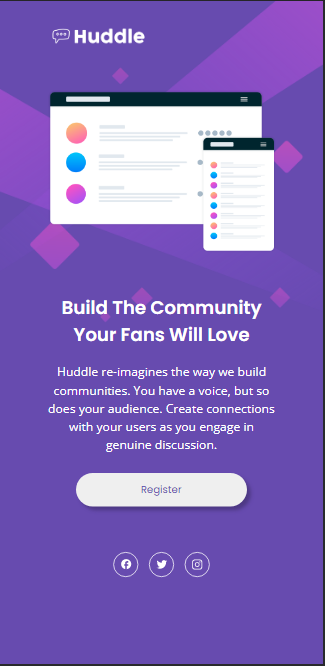 Huddle
Build The Community
Your Fans Will Love
Huddle re-imagines the way we build
communities. You have a voice, but so
does your audience. Create connections
with your users as you engage in
genuine discussion.
Register